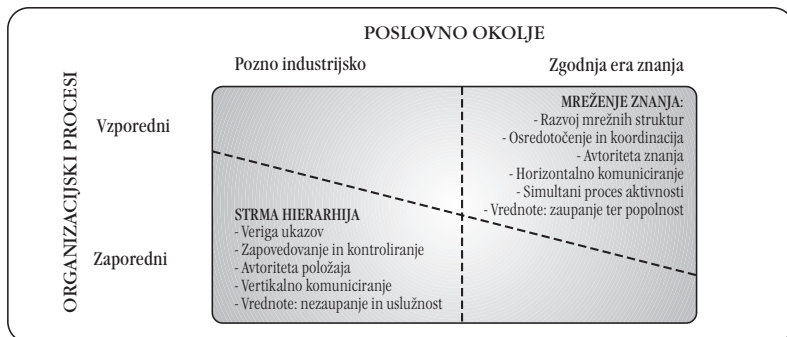 POSLOVNO OKOLJE
Pozno industrijsko
Zgodnja era znanja
ORGANIZACIJSKI PROCESI
Vzporedni
Zaporedni
MREŽENJE ZNANJA:
- Razvoj mrežnih struktur
- Osredotočenje in koordinacija
- Avtoriteta znanja
- Horizontalno komuniciranje
- Simultani proces aktivnosti
- Vrednote: zaupanje ter popolnost
STRMA HIERARHIJA
- Veriga ukazov
- Zapovedovanje in kontroliranje
- Avtoriteta položaja
- Vertikalno komuniciranje
- Vrednote: nezaupanje in uslužnost